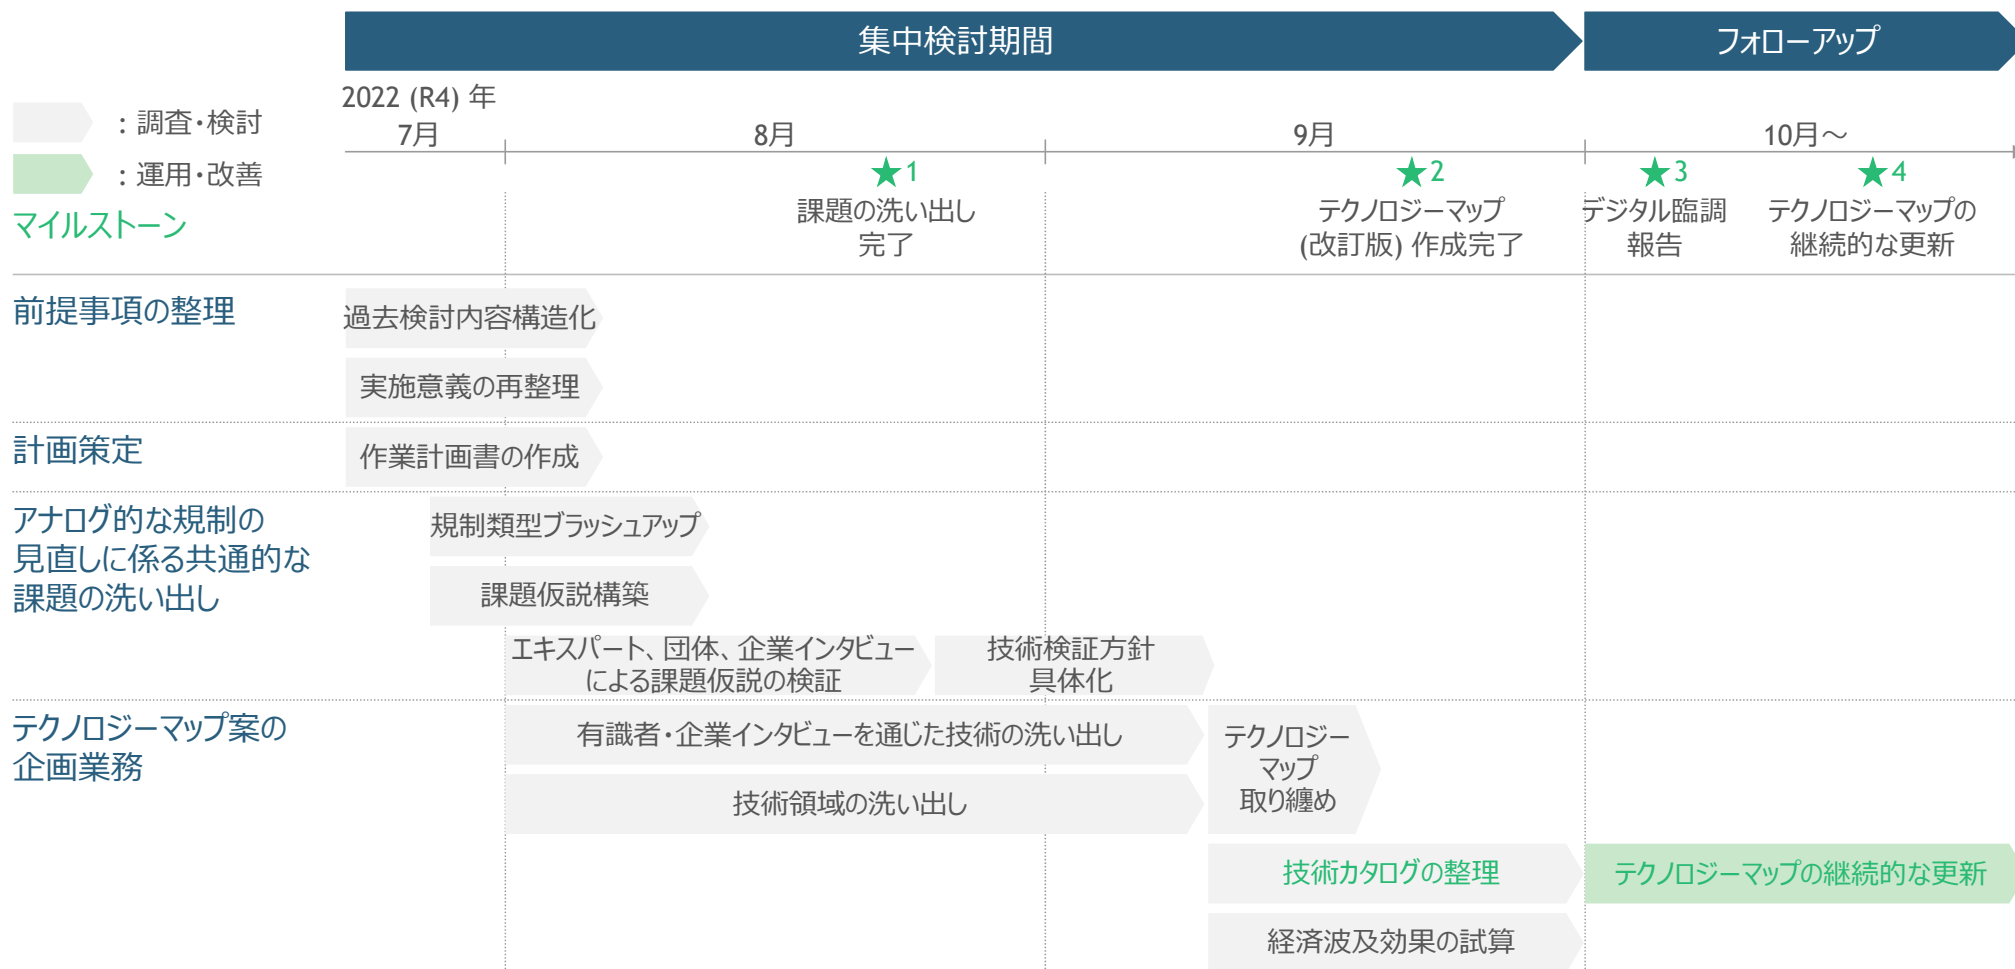 集中検討期間
フォローアップ
2022 (R4) 年
：調査・検討
：運用・改善
7月
8月
9月
10月～
★1
★2
★3
★4
マイルストーン
課題の洗い出し
完了
テクノロジーマップ
(改訂版) 作成完了
デジタル臨調
報告
テクノロジーマップの
継続的な更新
前提事項の整理
過去検討内容構造化
実施意義の再整理
計画策定
作業計画書の作成
アナログ的な規制の
見直しに係る共通的な
課題の洗い出し
規制類型ブラッシュアップ
課題仮説構築
エキスパート、団体、企業インタビュー
による課題仮説の検証
技術検証方針
具体化
テクノロジーマップ案の
企画業務
有識者・企業インタビューを通じた技術の洗い出し
技術領域の洗い出し
テクノロジー
マップ
取り纏め
技術カタログの整理
テクノロジーマップの継続的な更新
経済波及効果の試算